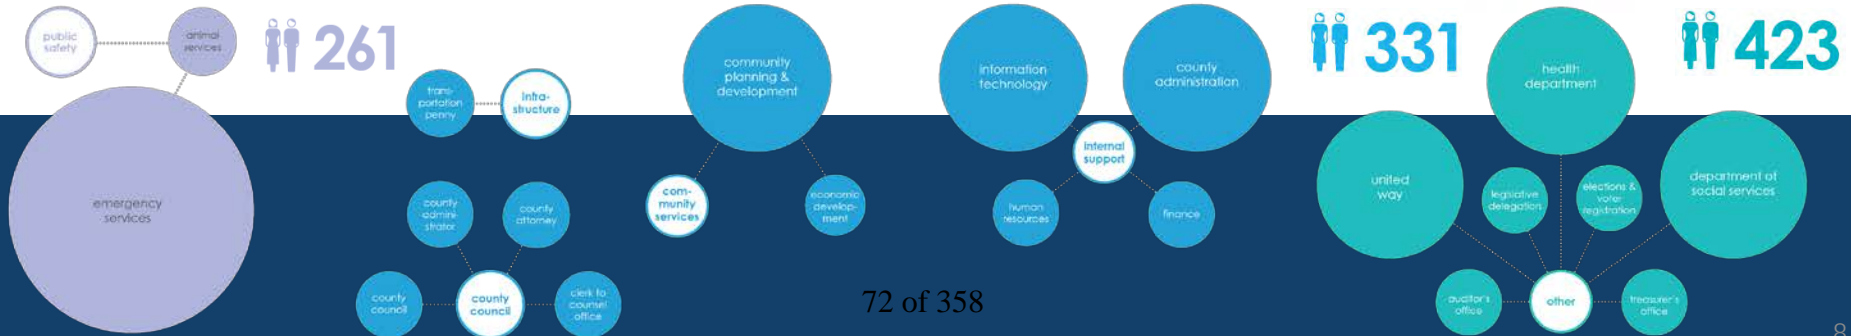 public
safety
animal
services
261
emergency
services
trans-
portation
penny
infra-
structure
county
admini-
strator
county
attorney
county
council
county
council
clerk to
counsel
office
community
planning &
development
com-
munity
services
economic
develop-
ment
information
technology
county
administration
internal
support
human
resources
finance
331
health
department
423
united
way
legislative
delegation
elections &
voter
registration
department of
social services
auditor's
office
other
treasurer's
office
72 of 358
8